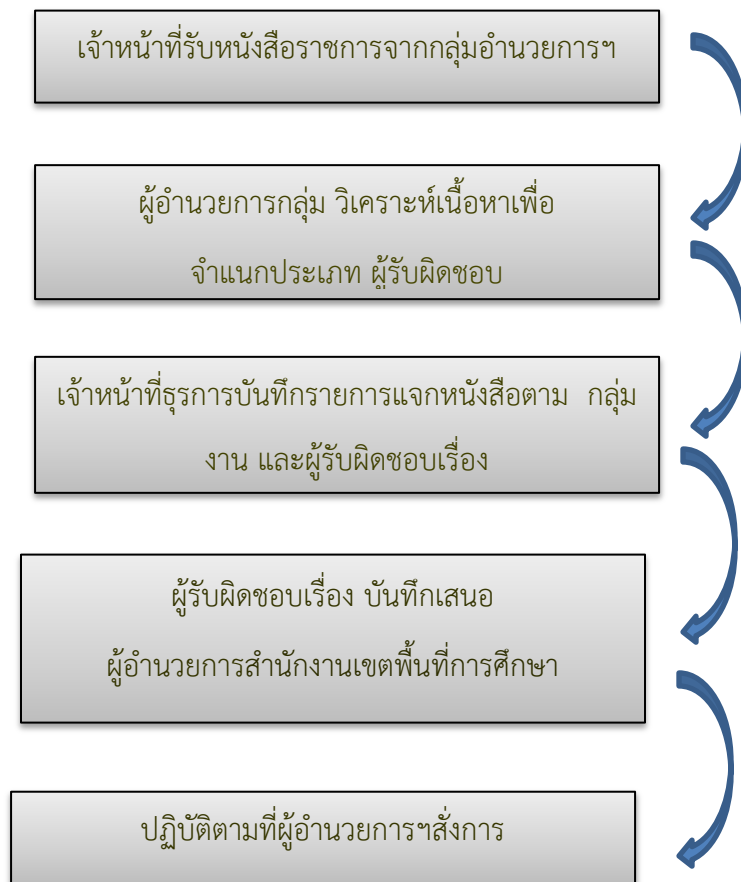 เจ้าหน้าที่รับหนังสือราชการจากกลุ่มอำนวยการฯ
ผู้อำนวยการกลุ่ม วิเคราะห์เนื้อหาเพื่อ
จำแนกประเภท ผู้รับผิดชอบ
เจ้าหน้าที่ธุรการบันทึกรายการแจกหนังสือตาม กลุ่ม
งาน และผู้รับผิดชอบเรื่อง
ผู้รับผิดชอบเรื่อง บันทึกเสนอ
ผู้อำนวยการสำนักงานเขตพื้นที่การศึกษา
ปฏิบัติตามที่ผู้อำนวยการฯสั่งการ